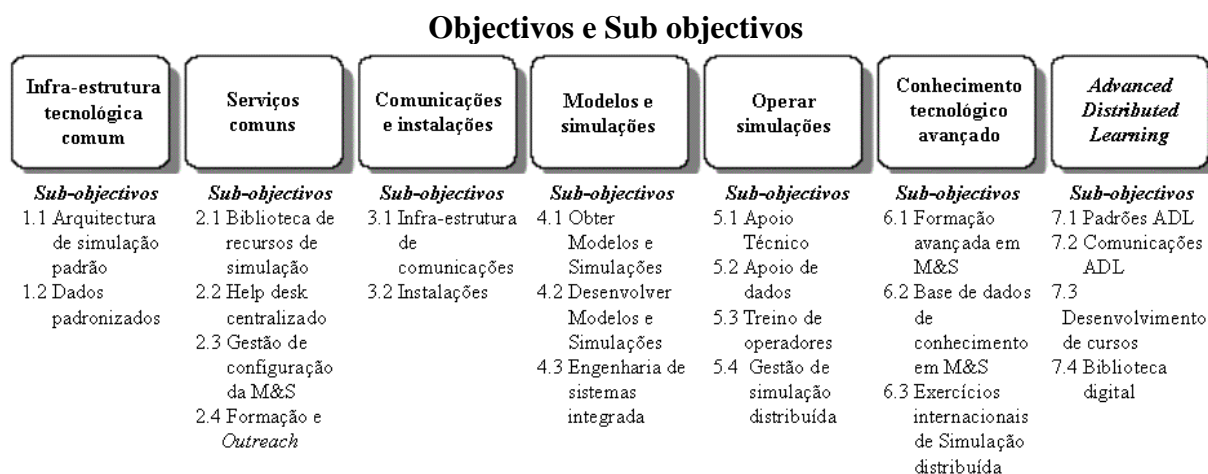 Objectivos e Sub objectivos
Infra-estrutura
tecnológica
comum
Serviços
comuns
Comunicações
e instalações
Modelos e
simulações
Operar
simulações
Conhecimento
tecnológico
avançado
Advanced
Distributed
Learning
Sub-objectivos
1.1 Arquitectura
de simulação
padrão
1.2 Dados
padronizados
Sub-objectivos
2.1 Biblioteca de
recursos de
simulação
2.2 Help desk
centralizado
2.3 Gestão de
configuração
da M&S
2.4 Formação e
Outreach
Sub-objectivos
3.1 Infra-estrutura
de
comunicações
3.2 Instalações
Sub-objectivos
4.1 Obter
Modelos e
Simulações
4.2 Desenvolver
Modelos e
Simulações
4.3 Engenharia de
sistemas
integrada
Sub-objectivos
5.1 Apoio
Técnico
5.2 Apoio de
dados
5.3 Treino de
operadores
5.4 Gestão de
simulação
distribuída
Sub-objectivos
6.1 Formação
avançada em
M&S
6.2 Base de dados
de
conhecimento
em M&S
6.3 Exercícios
internacionais
de Simulação
distribuída
Sub-objectivos
7.1 Padrões ADL
7.2 Comunicações
ADL
7.3
Desenvolvimento
de cursos
7.4 Biblioteca
digital